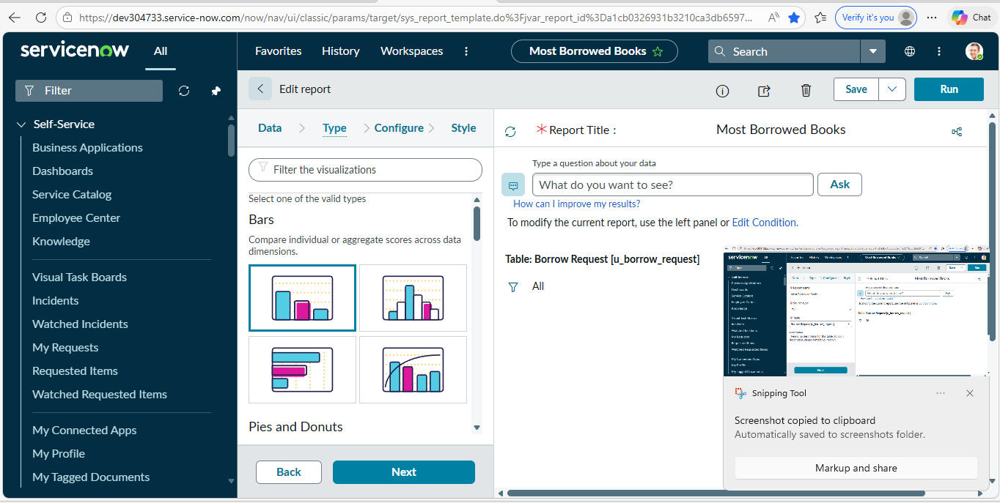 https://dev304733.service-now.com/now/nav/ui/classic/params/target/sys_report_template.do%3Fjvar_report_id%3Da1cb0326931b3210ca3db6597...
Verify it's you
Chat
servicenow
All
Favorites
History
Workspaces
Most Borrowed Books
Search
Filter
Self-Service
Business Applications
Dashboards
Service Catalog
Employee Center
Knowledge
Visual Task Boards
Incidents
Watched Incidents
My Requests
Requested Items
Watched Requested Items
My Connected Apps
My Profile
My Tagged Documents
Edit report
Save
Run
Data
Type
Configure
Style
Filter the visualizations
Select one of the valid types
Bars
Compare individual or aggregate scores across data
dimensions.
Pies and Donuts
Back
Next
*Report Title :
Most Borrowed Books
Type a question about your data
What do you want to see?
Ask
How can I improve my results?
To modify the current report, use the left panel or Edit Condition.
Table: Borrow Request [u_borrow_request]
All
Snipping Tool
Screenshot copied to clipboard
Automatically saved to screenshots folder.
Markup and share